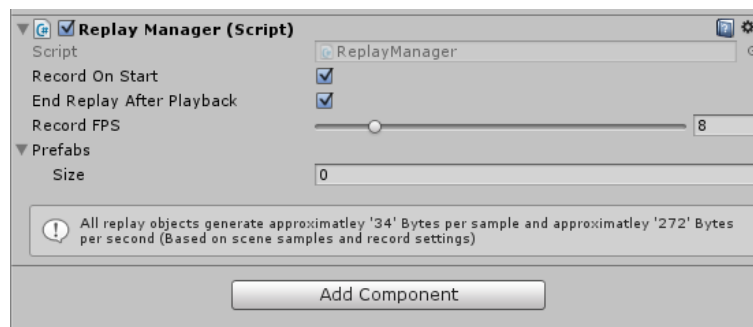 Replay Manager (Script)
Script ReplayManager
Record On Start
End Replay After Playback
Record FPS 8
Prefabs
Size 0
All replay objects generate approximatley '34' Bytes per sample and approximatley '272' Bytes
per second (Based on scene samples and record settings)
Add Component